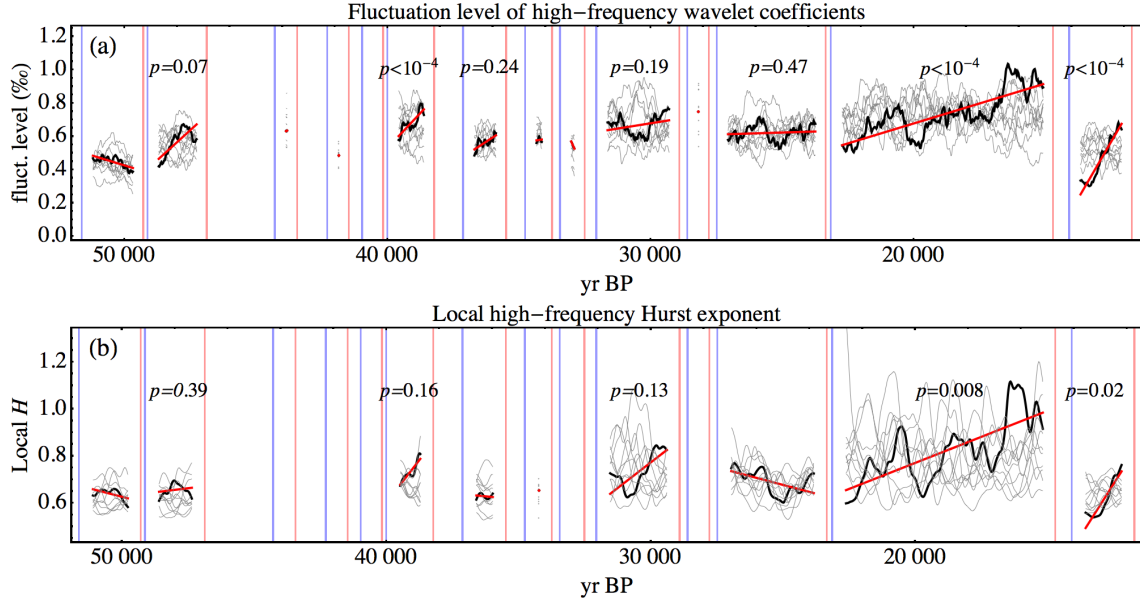 Fluctuation level of high−frequency wavelet coefficients
(a)
fluct. level (‰)
1.2
1.0
0.8
0.6
0.4
0.2
0.0
p=0.07
p<10⁻⁴
p=0.24
p=0.19
p=0.47
p<10⁻⁴
p<10⁻⁴
50 000
40 000
30 000
20 000
yr BP
Local high−frequency Hurst exponent
(b)
Local H
1.2
1.0
0.8
0.6
p=0.39
p=0.16
p=0.13
p=0.008
p=0.02
50 000
40 000
30 000
20 000
yr BP